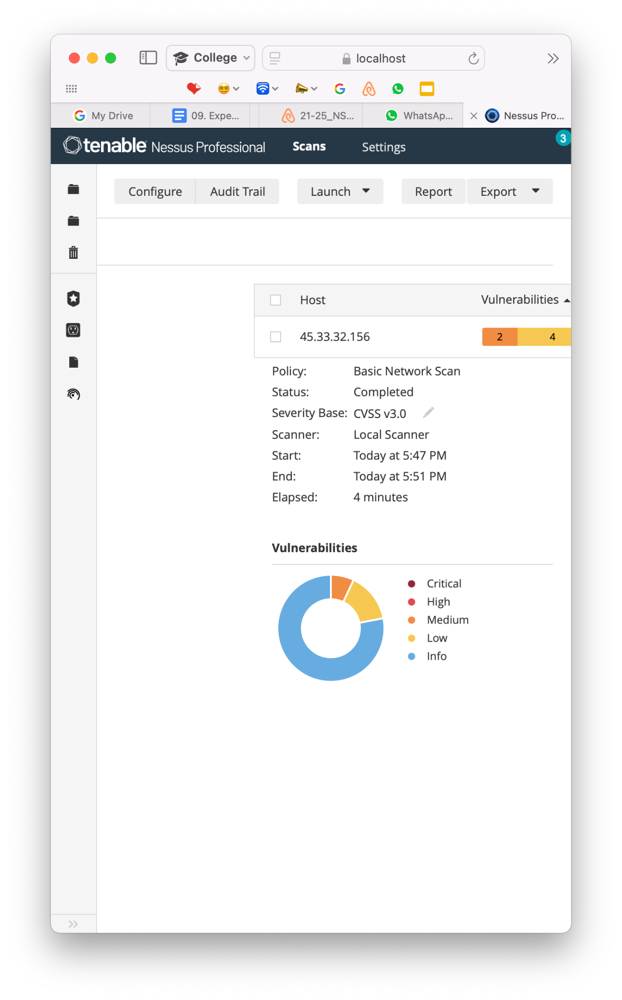 College
localhost
My Drive
09. Expe...
21-25_NS...
WhatsAp...
Nessus Pro...
tenable Nessus Professional
Scans
Settings
3
Configure
Audit Trail
Launch
Report
Export
Host
Vulnerabilities
45.33.32.156
2
4
Policy: Basic Network Scan
Status: Completed
Severity Base: CVSS v3.0
Scanner: Local Scanner
Start: Today at 5:47 PM
End: Today at 5:51 PM
Elapsed: 4 minutes
Vulnerabilities
Critical
High
Medium
Low
Info